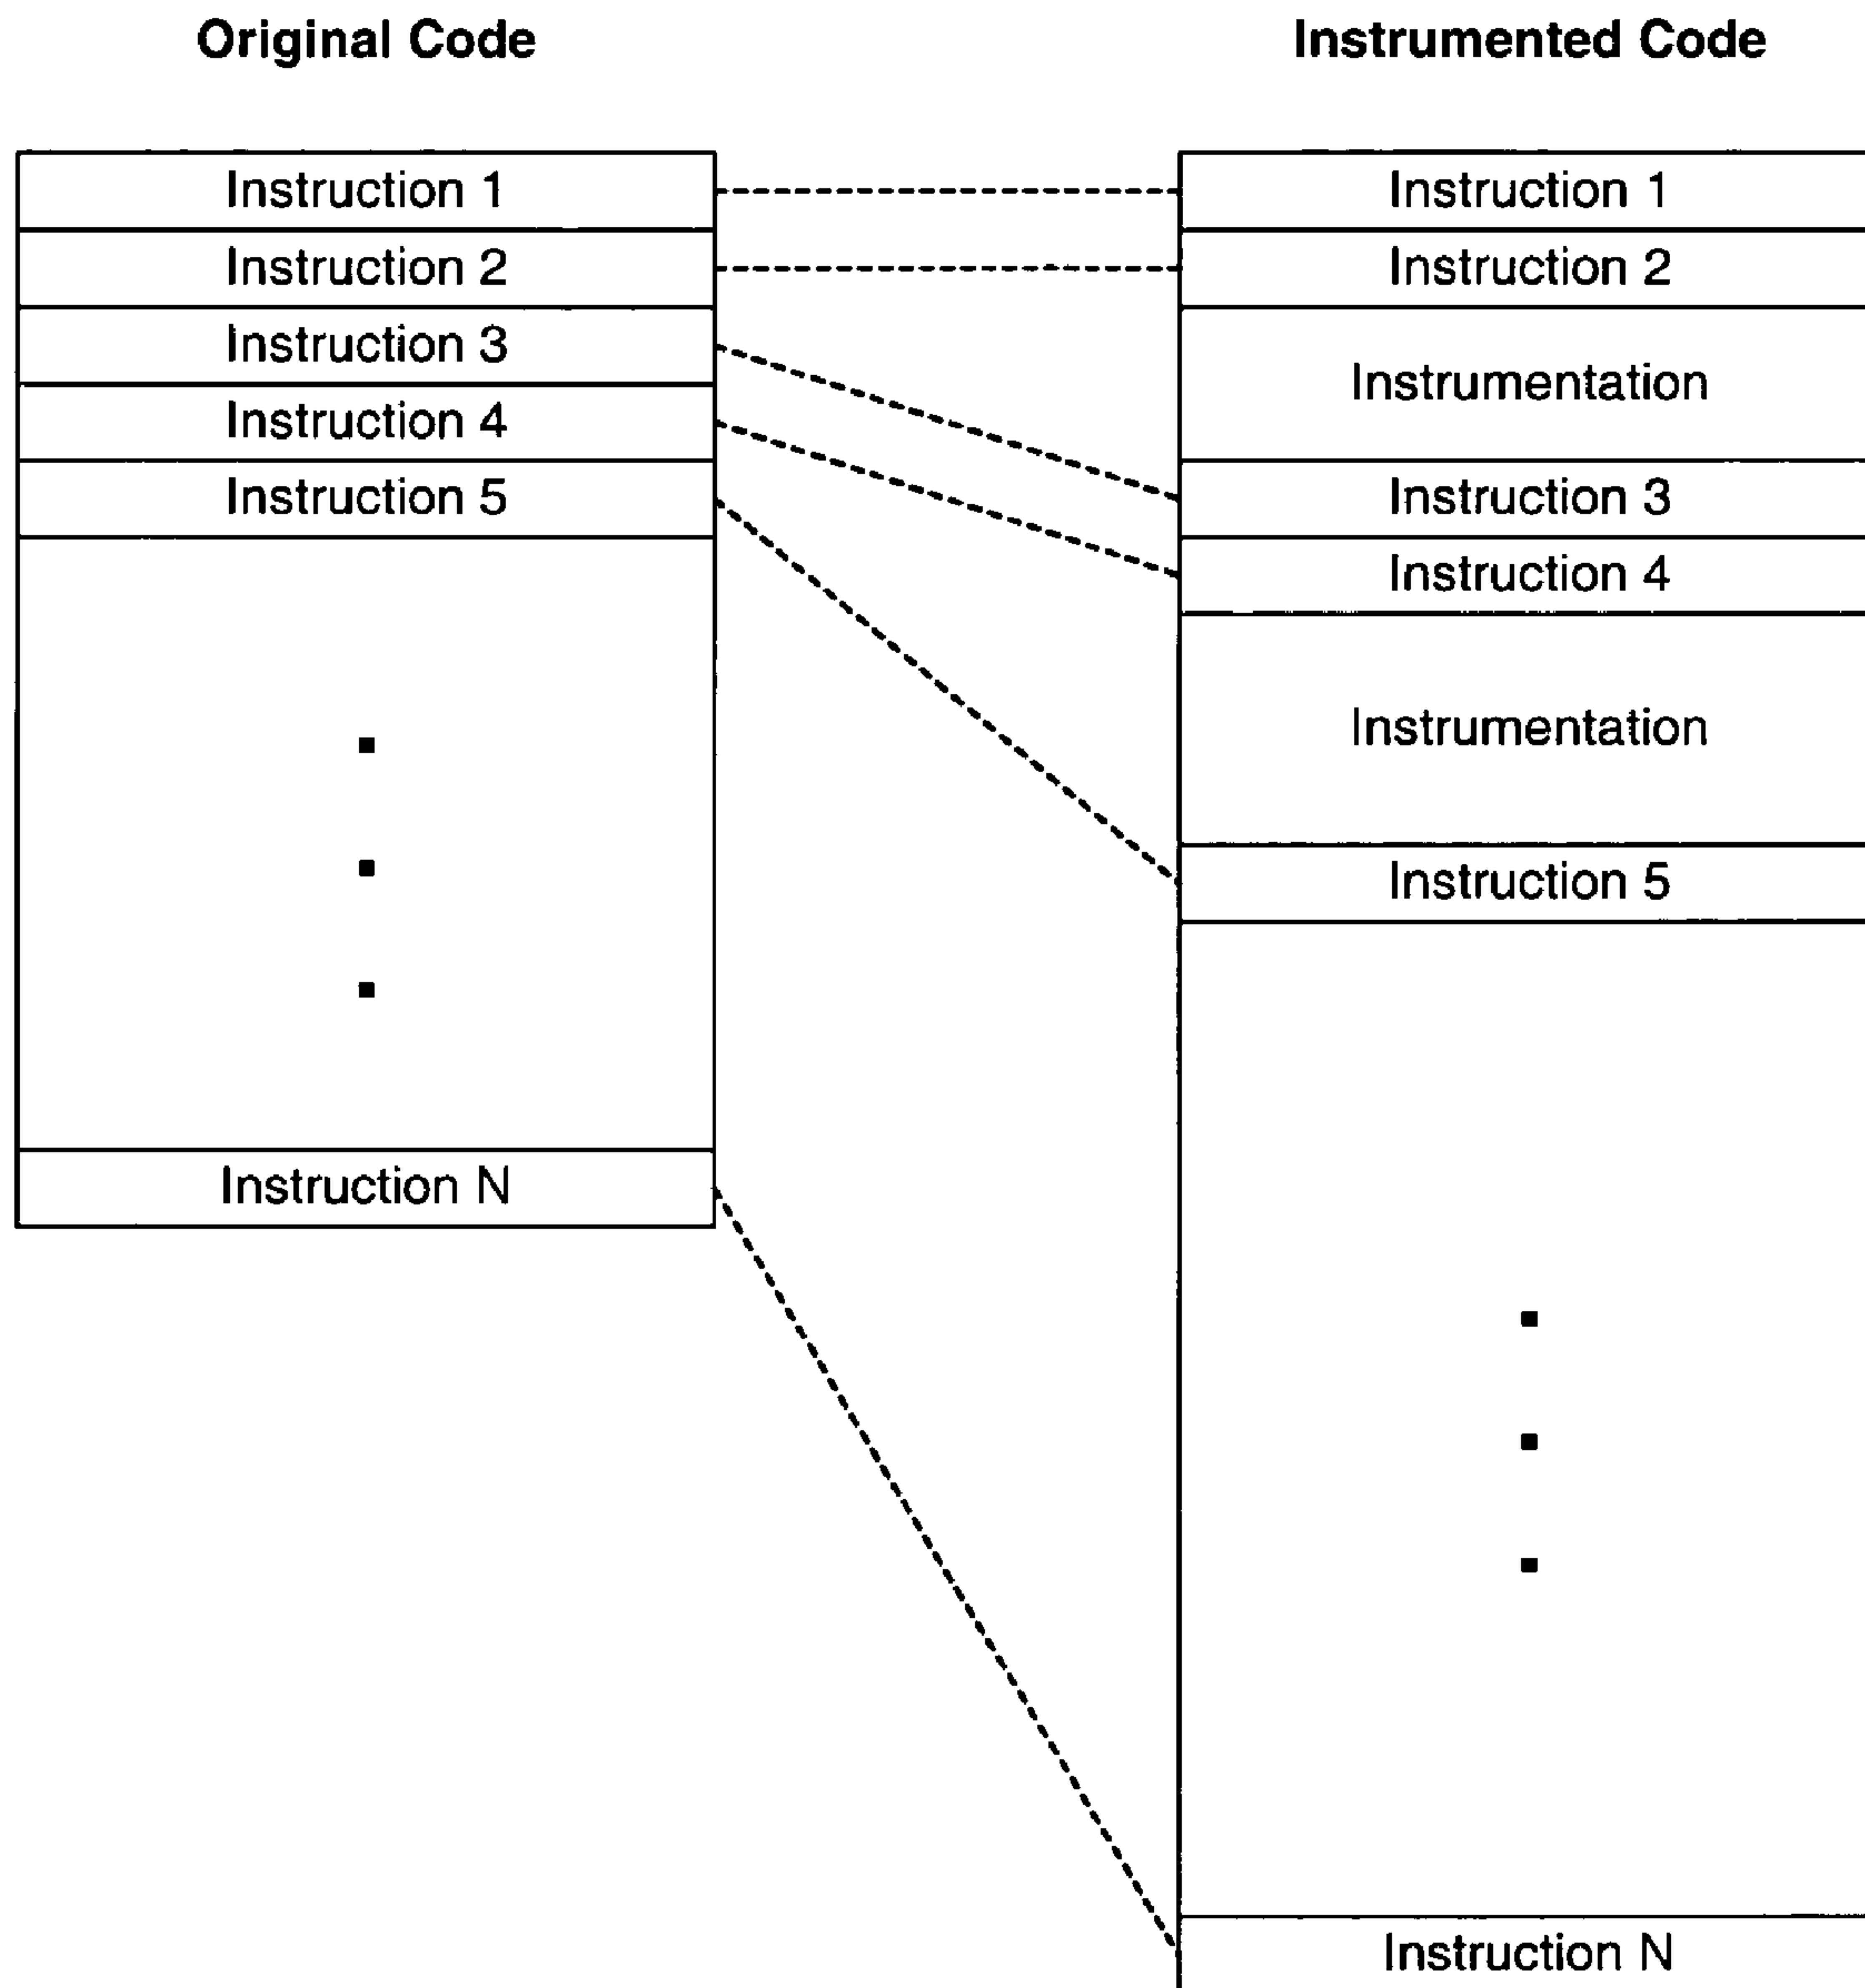 Original Code
Instruction 1
Instruction 2
Instruction 3
Instruction 4
Instruction 5
Instruction N
Instrumented Code
Instruction 1
Instruction 2
Instrumentation
Instruction 3
Instruction 4
Instrumentation
Instruction 5
Instruction N